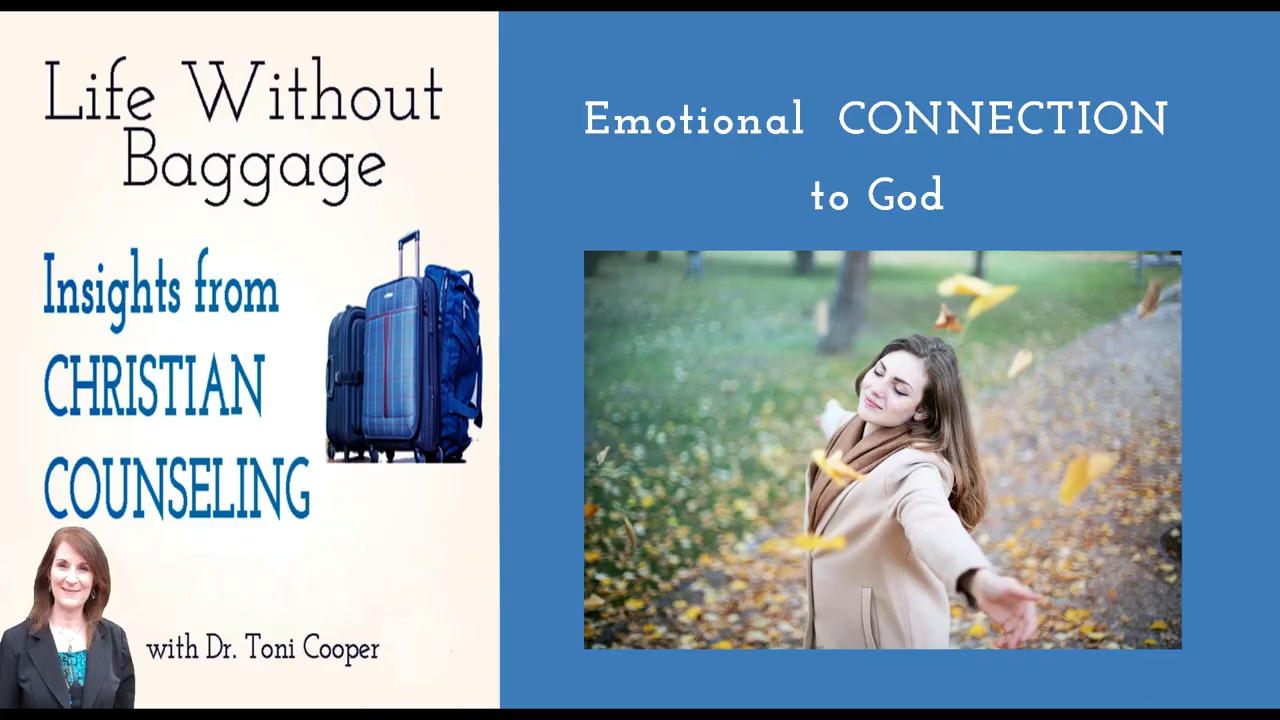 Life Without
Baggage
Insights from
CHRISTIAN
COUNSELING
with Dr. Toni Cooper
Emotional CONNECTION
to God